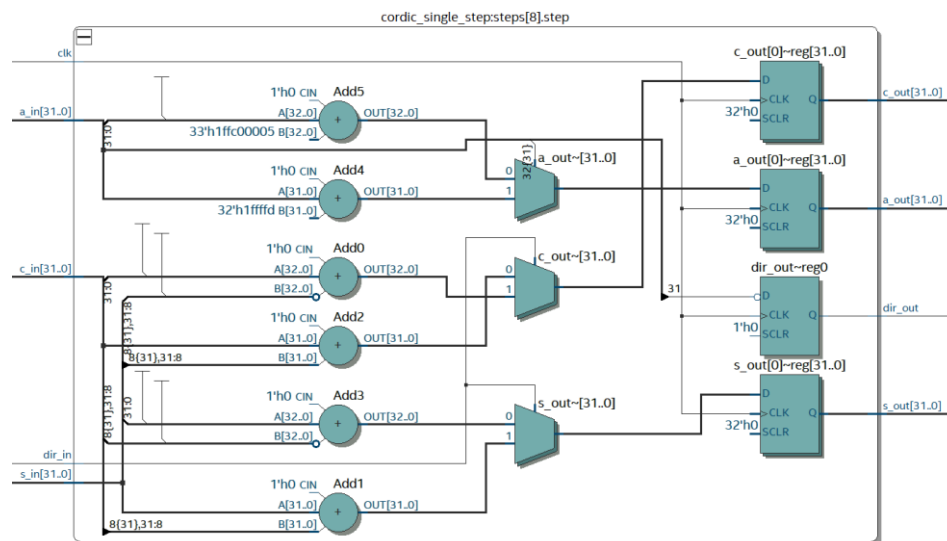 cordic_single_step:steps[8].step
clk
a_in[31..0]
31:0
1'h0 CIN
Add5
A[32..0]
OUT[32..0]
33'h1ffc00005 B[32..0]
1'h0 CIN
Add4
A[31..0]
OUT[31..0]
32'h1ffffd B[31..0]
32{31}
a_out~[31..0]
0
1
c_out[0]~reg[31..0]
D
CLK
Q
32'h0
SCLR
c_out[31..0]
a_out[0]~reg[31..0]
D
CLK
Q
32'h0
SCLR
a_out[31..0]
c_in[31..0]
31:0
1'h0 CIN
Add0
A[32..0]
OUT[32..0]
B[32..0]
8{31},31:8
1'h0 CIN
Add2
A[31..0]
OUT[31..0]
8{31},31:8
B[31..0]
c_out~[31..0]
0
1
31
dir_out~reg0
D
CLK
Q
1'h0
SCLR
dir_out
8{31},31:8
31:0
1'h0 CIN
Add3
A[32..0]
OUT[32..0]
B[32..0]
s_out~[31..0]
0
1
s_out[0]~reg[31..0]
D
CLK
Q
32'h0
SCLR
s_out[31..0]
dir_in
s_in[31..0]
1'h0 CIN
Add1
A[31..0]
OUT[31..0]
8{31},31:8
B[31..0]